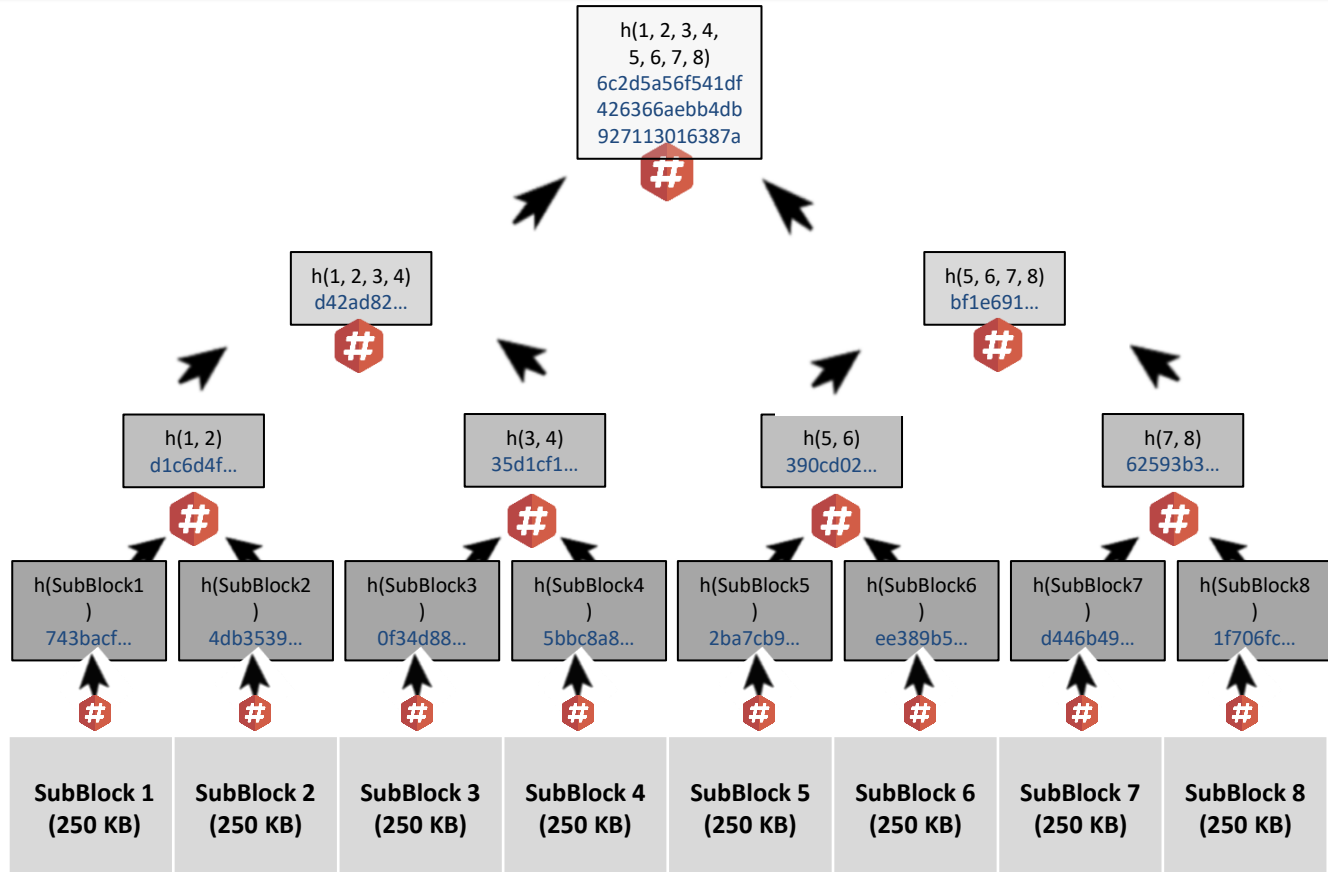 h(1, 2, 3, 4,
5, 6, 7, 8)
6c2d5a56f541df
426366aebb4db
927113016387a
#
h(1, 2, 3, 4)
d42ad82...
#
h(5, 6, 7, 8)
bf1e691...
#
h(1, 2)
d1c6d4f...
#
h(3, 4)
35d1cf1...
#
h(5, 6)
390cd02...
#
h(7, 8)
62593b3...
#
h(SubBlock1
)
743bacf...
#
h(SubBlock2
)
4db3539...
#
h(SubBlock3
)
0f34d88...
#
h(SubBlock4
)
5bbc8a8...
#
h(SubBlock5
)
2ba7cb9...
#
h(SubBlock6
)
ee389b5...
#
h(SubBlock7
)
d446b49...
#
h(SubBlock8
)
1f706fc...
#
SubBlock 1
(250 KB)
SubBlock 2
(250 KB)
SubBlock 3
(250 KB)
SubBlock 4
(250 KB)
SubBlock 5
(250 KB)
SubBlock 6
(250 KB)
SubBlock 7
(250 KB)
SubBlock 8
(250 KB)